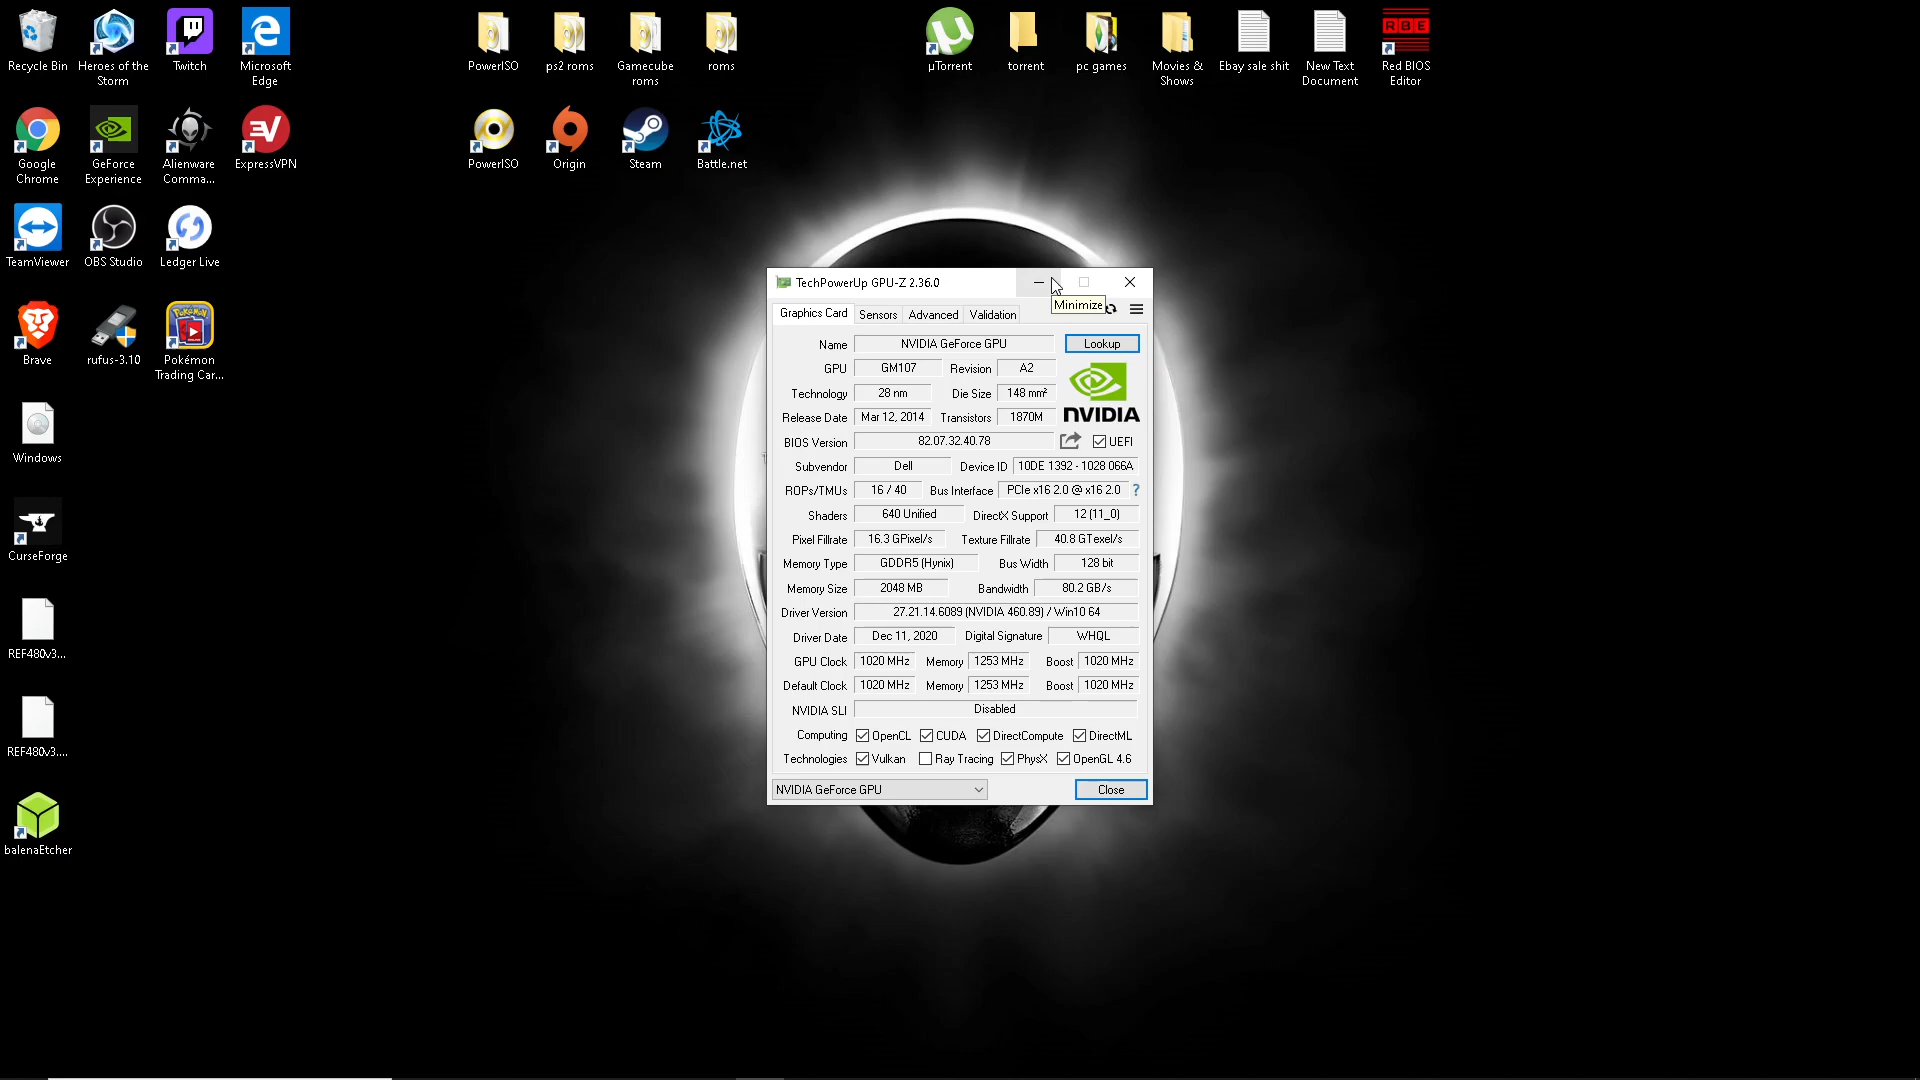 Recycle Bin
Heroes of the
Storm
Twitch
Microsoft
Edge
PowerISO
ps2 roms
Gamecube
roms
roms
µTorrent
torrent
pc games
Movies &
Shows
Ebay sale shit
New Text
Document
RBE
Red BIOS
Editor
Google
Chrome
GeForce
Experience
Alienware
Comma...
ExpressVPN
PowerISO
Origin
Steam
Battle.net
TeamViewer
OBS Studio
Ledger Live
Brave
rufus-3.10
Pokémon
Trading Car...
Windows
CurseForge
REF480v3...
REF480v3....
balenaEtcher
TechPowerUp GPU-Z 2.36.0
Minimize
Graphics Card Sensors Advanced Validation
Name NVIDIA GeForce GPU Lookup
GPU GM107 Revision A2
Technology 28 nm Die Size 148 mm²
Release Date Mar 12, 2014 Transistors 1870M
NVIDIA
BIOS Version 82.07.32.40.78 UEFI
Subvendor Dell Device ID 10DE 1392 - 1028 066A
ROPs/TMUs 16 / 40 Bus Interface PCIe x16 2.0 @ x16 2.0 ?
Shaders 640 Unified DirectX Support 12 (11_0)
Pixel Fillrate 16.3 GPixel/s Texture Fillrate 40.8 GTexel/s
Memory Type GDDR5 (Hynix) Bus Width 128 bit
Memory Size 2048 MB Bandwidth 80.2 GB/s
Driver Version 27.21.14.6089 (NVIDIA 460.89) / Win10 64
Driver Date Dec 11, 2020 Digital Signature WHQL
GPU Clock 1020 MHz Memory 1253 MHz Boost 1020 MHz
Default Clock 1020 MHz Memory 1253 MHz Boost 1020 MHz
NVIDIA SLI Disabled
Computing OpenCL CUDA DirectCompute DirectML
Technologies Vulkan Ray Tracing PhysX OpenGL 4.6
NVIDIA GeForce GPU Close